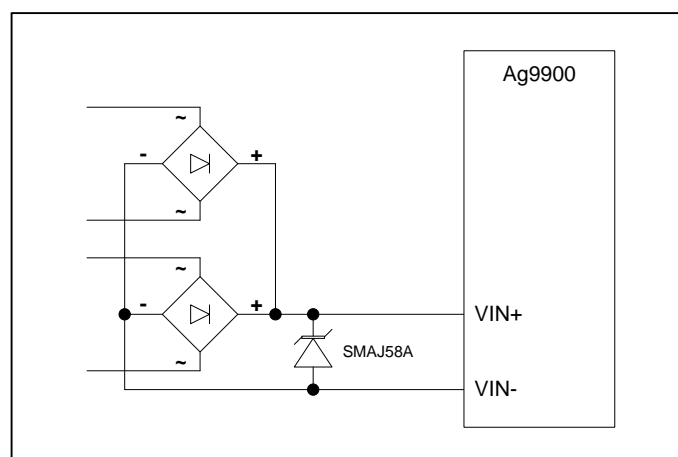 Ag9900
~
- +
~
~
- +
VIN+
SMAJ58A
~
VIN-